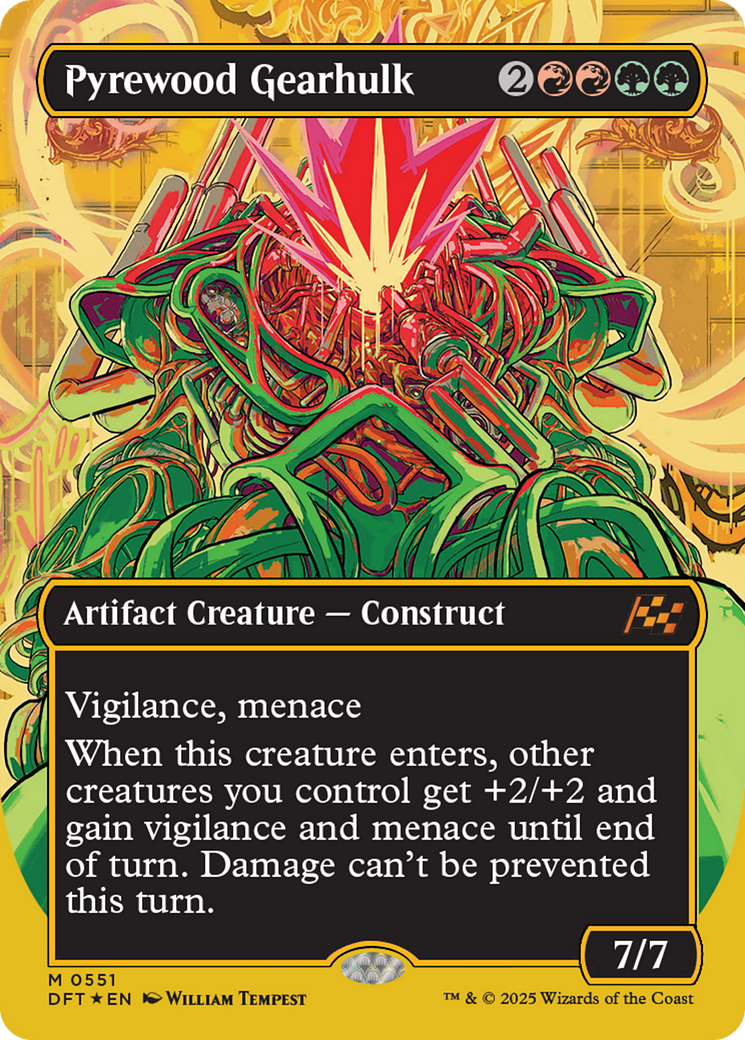 Pyrewood Gearhulk 2
Artifact Creature — Construct
Vigilance, menace
When this creature enters, other
creatures you control get +2/+2 and
gain vigilance and menace until end
of turn. Damage can't be prevented
this turn.
7/7
M 0551
DFT ★ EN WILLIAM TEMPEST
™ & © 2025 Wizards of the Coast